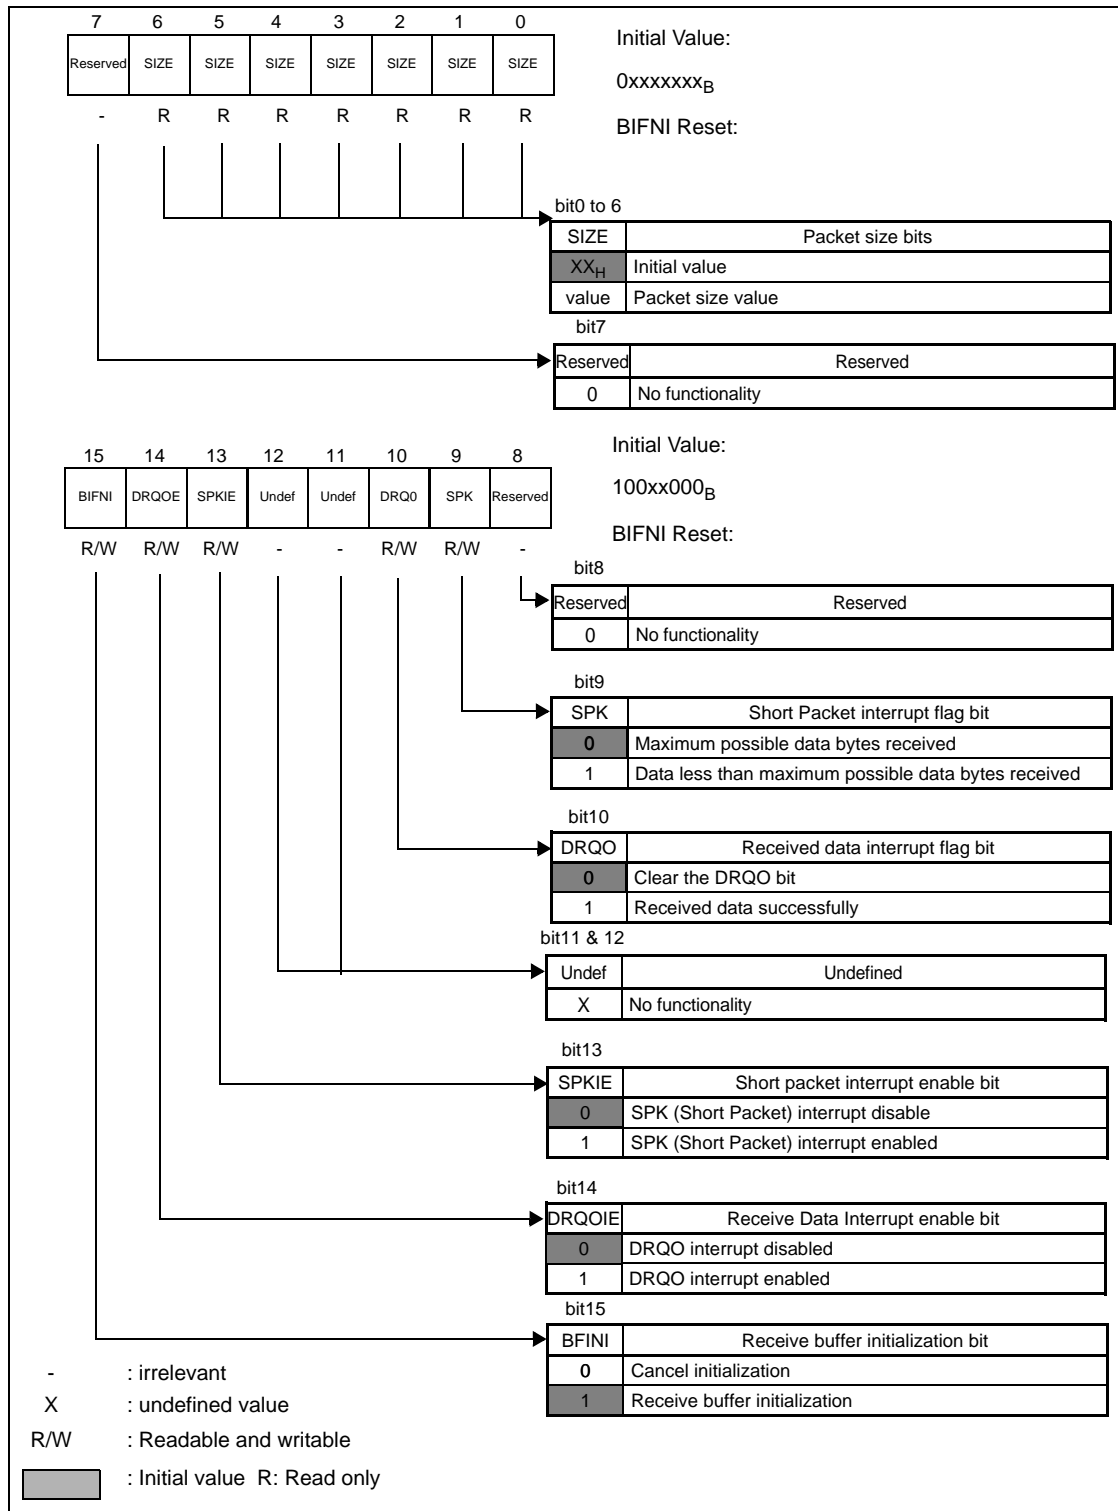 7 6 5 4 3 2 1 0
Reserved SIZE SIZE SIZE SIZE SIZE SIZE SIZE
- R R R R R R R
Initial Value:
0xxxxxxxB
BIFNI Reset:
bit0 to 6
SIZE Packet size bits
XXH Initial value
value Packet size value
bit7
Reserved Reserved
0 No functionality
15 14 13 12 11 10 9 8
BIFNI DRQOE SPKIE Undef Undef DRQ0 SPK Reserved
R/W R/W R/W - - R/W R/W -
Initial Value:
100xx000B
BIFNI Reset:
bit8
Reserved Reserved
0 No functionality
bit9
SPK Short Packet interrupt flag bit
0 Maximum possible data bytes received
1 Data less than maximum possible data bytes received
bit10
DRQO Received data interrupt flag bit
0 Clear the DRQO bit
1 Received data successfully
bit11 & 12
Undef Undefined
X No functionality
bit13
SPKIE Short packet interrupt enable bit
0 SPK (Short Packet) interrupt disable
1 SPK (Short Packet) interrupt enabled
bit14
DRQOIE Receive Data Interrupt enable bit
0 DRQO interrupt disabled
1 DRQO interrupt enabled
bit15
BFINI Receive buffer initialization bit
0 Cancel initialization
1 Receive buffer initialization
- : irrelevant
X : undefined value
R/W : Readable and writable
: Initial value R: Read only